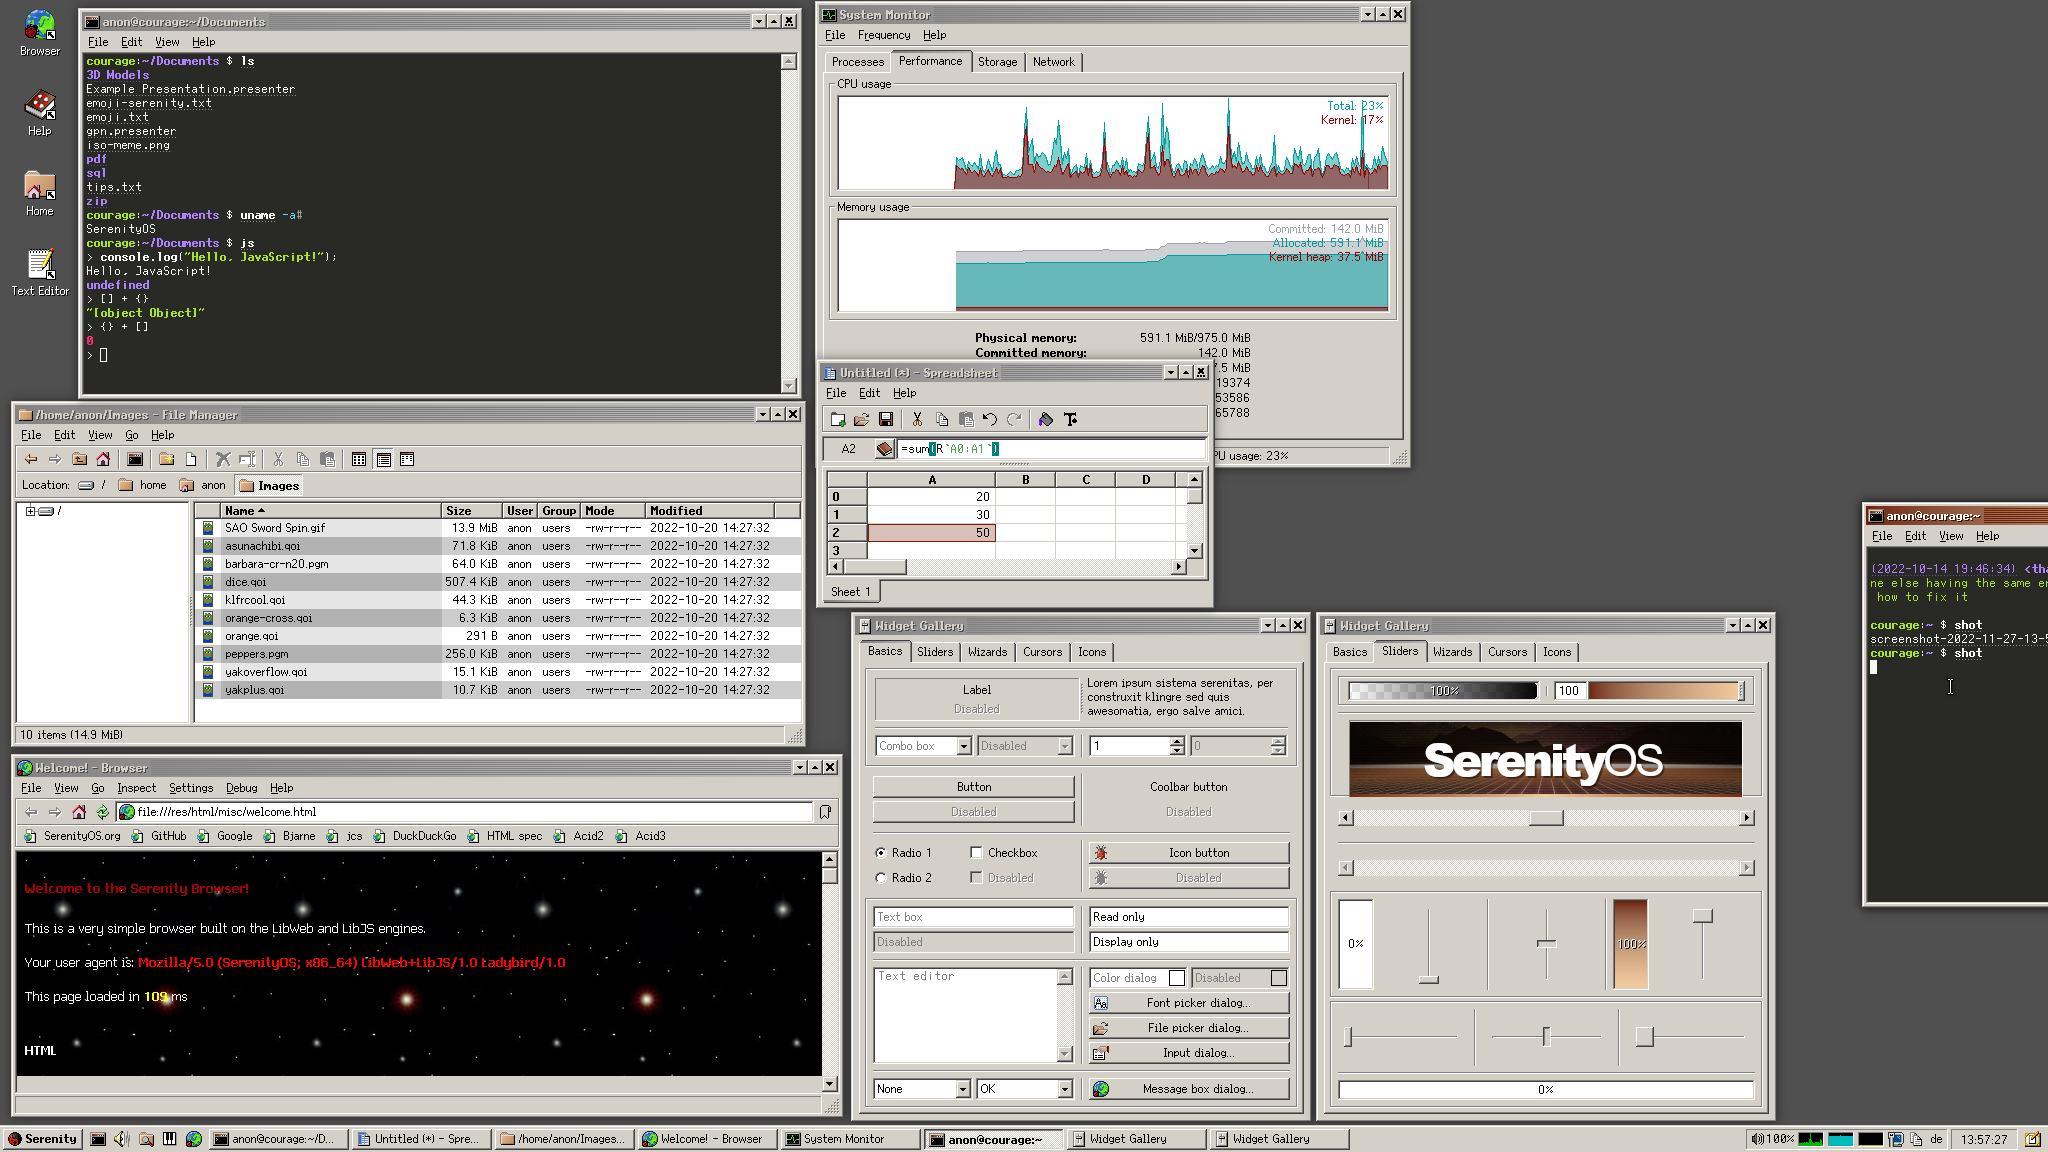 Browser
Help
Home
Text Editor
anon@courage:~/Documents
File Edit View Help
courage:~/Documents $ ls
3D Models
Example Presentation.presenter
emoji-serenity.txt
emoji.txt
gpn.presenter
iso-meme.png
pdf
sql
tips.txt
zip
courage:~/Documents $ uname -a#
SerenityOS
courage:~/Documents $ js
> console.log("Hello, JavaScript!");
Hello, JavaScript!
undefined
> [] + {}
"[object Object]"
> {} + []
0
>
System Monitor
File Frequency Help
Processes Performance Storage Network
CPU usage
Total: 23%
Kernel: 17%
Memory usage
Committed: 142.0 MiB
Allocated: 591.1 MiB
Kernel heap: 37.5 MiB
Physical memory: 591.1 MiB/975.0 MiB
Committed memory: 142.0 MiB
7.5 MiB
19374
53586
65788
PU usage: 23%
Untitled (*) - Spreadsheet
File Edit Help
A2 =sum(R`A0:A1`)
A B C D
0 20
1 30
2 50
3
Sheet 1
/home/anon/Images - File Manager
File Edit View Go Help
Location: / home anon Images
/
Name Size User Group Mode Modified
SAO Sword Spin.gif 13.9 MiB anon users -rw-r--r-- 2022-10-20 14:27:32
asunachibi.qoi 71.8 KiB anon users -rw-r--r-- 2022-10-20 14:27:32
barbara-cr-n20.pgm 64.0 KiB anon users -rw-r--r-- 2022-10-20 14:27:32
dice.qoi 507.4 KiB anon users -rw-r--r-- 2022-10-20 14:27:32
klfrcool.qoi 44.3 KiB anon users -rw-r--r-- 2022-10-20 14:27:32
orange-cross.qoi 6.3 KiB anon users -rw-r--r-- 2022-10-20 14:27:32
orange.qoi 291 B anon users -rw-r--r-- 2022-10-20 14:27:32
peppers.pgm 256.0 KiB anon users -rw-r--r-- 2022-10-20 14:27:32
yakoverflow.qoi 15.1 KiB anon users -rw-r--r-- 2022-10-20 14:27:32
yakplus.qoi 10.7 KiB anon users -rw-r--r-- 2022-10-20 14:27:32
10 items (14.9 MiB)
Welcome! - Browser
File View Go Inspect Settings Debug Help
file:///res/html/misc/welcome.html
SerenityOS.org GitHub Google Bjarne jcs DuckDuckGo HTML spec Acid2 Acid3
Welcome to the Serenity Browser!
This is a very simple browser built on the LibWeb and LibJS engines.
Your user agent is: Mozilla/5.0 (SerenityOS; x86_64) LibWeb+LibJS/1.0 Ladybird/1.0
This page loaded in 109 ms
HTML
Widget Gallery
Basics Sliders Wizards Cursors Icons
Label
Disabled
Lorem ipsum sistema serenitas, per
construxit klingre sed quis
awesomatia, ergo salve amici.
Combo box Disabled 1 0
Button Coolbar button
Disabled Disabled
Radio 1 Checkbox Icon button
Radio 2 Disabled Disabled
Text box Read only
Disabled Display only
Text editor Color dialog Disabled
Font picker dialog...
File picker dialog...
Input dialog...
None OK Message box dialog...
Widget Gallery
Basics Sliders Wizards Cursors Icons
100% 100
SerenityOS
0% 100%
0%
anon@courage:~
File Edit View Help
(2022-10-14 19:46:34) <tha
ne else having the same er
how to fix it
courage:~ $ shot
screenshot-2022-11-27-13-5
courage:~ $ shot
Serenity anon@courage:~/D... Untitled (*) - Spre... /home/anon/Images... Welcome! - Browser System Monitor anon@courage:~ Widget Gallery Widget Gallery 100% de 13:57:27